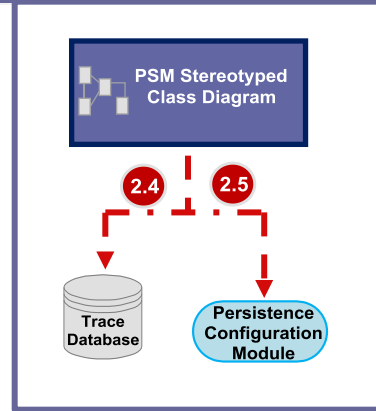 PSM Stereotyped
Class Diagram
2.4
2.5
Trace
Database
Persistence
Configuration
Module